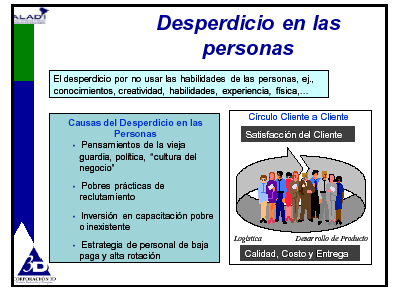 ALADI
Desperdicio en las
personas
El desperdicio por no usar las habilidades de las personas, ej.,
conocimientos, creatividad, habilidades, experiencia, física,…
Causas del Desperdicio en las
Personas
• Pensamientos de la vieja
guardia, política, “cultura del
negocio”
• Pobres prácticas de
reclutamiento
• Inversión en capacitación pobre
o inexistente
• Estrategia de personal de baja
paga y alta rotación
Círculo Cliente a Cliente
Satisfacción del Cliente
Logística
Desarrollo de Producto
Calidad, Costo y Entrega
CORPORACION 3D